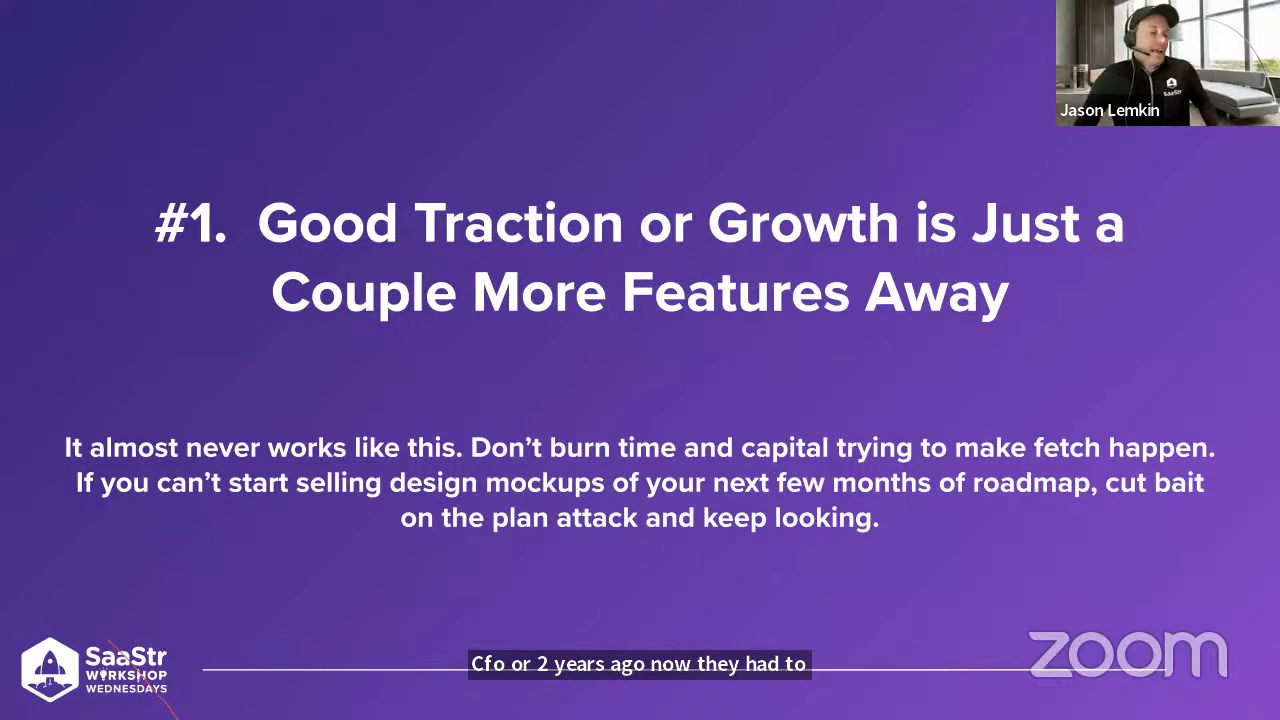 Jason Lemkin
SaaStr
#1. Good Traction or Growth is Just a
Couple More Features Away
It almost never works like this. Don't burn time and capital trying to make fetch happen.
If you can't start selling design mockups of your next few months of roadmap, cut bait
on the plan attack and keep looking.
SaaStr
WORKSHOP
WEDNESDAYS
Cfo or 2 years ago now they had to
zoom